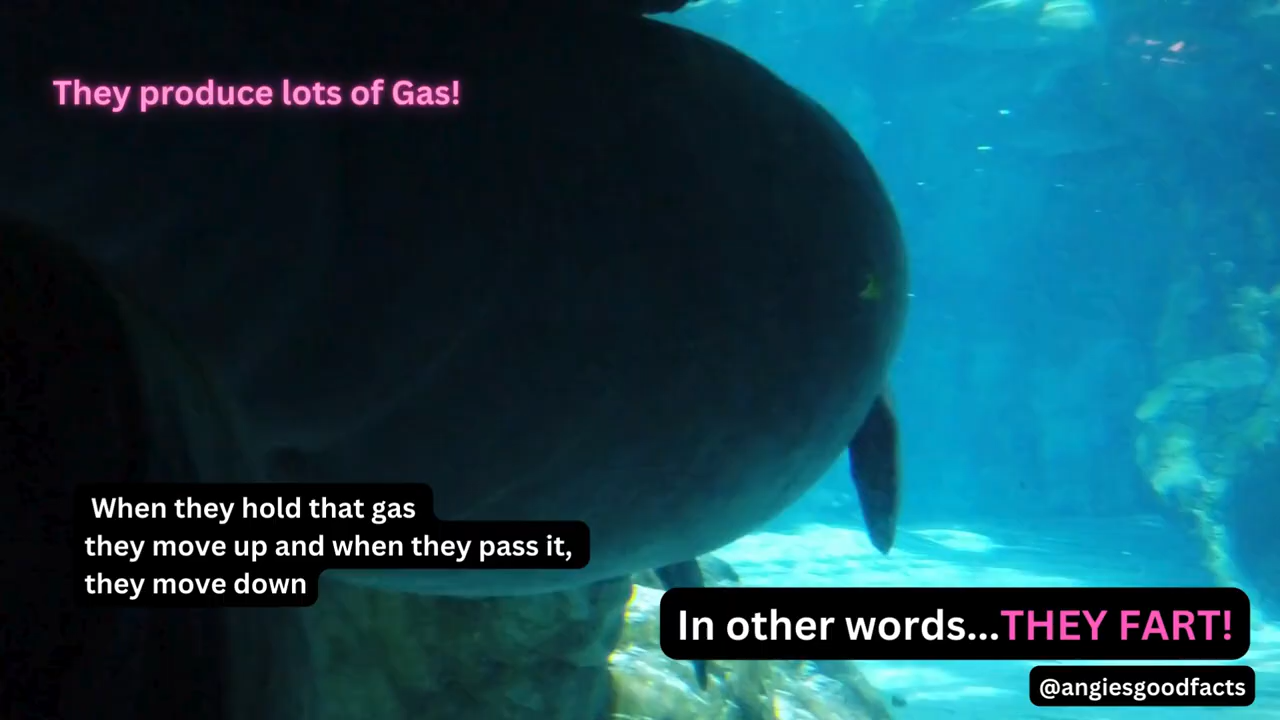 They produce lots of Gas!
When they hold that gas
they move up and when they pass it,
they move down
In other words...THEY FART!
@angiesgoodfacts